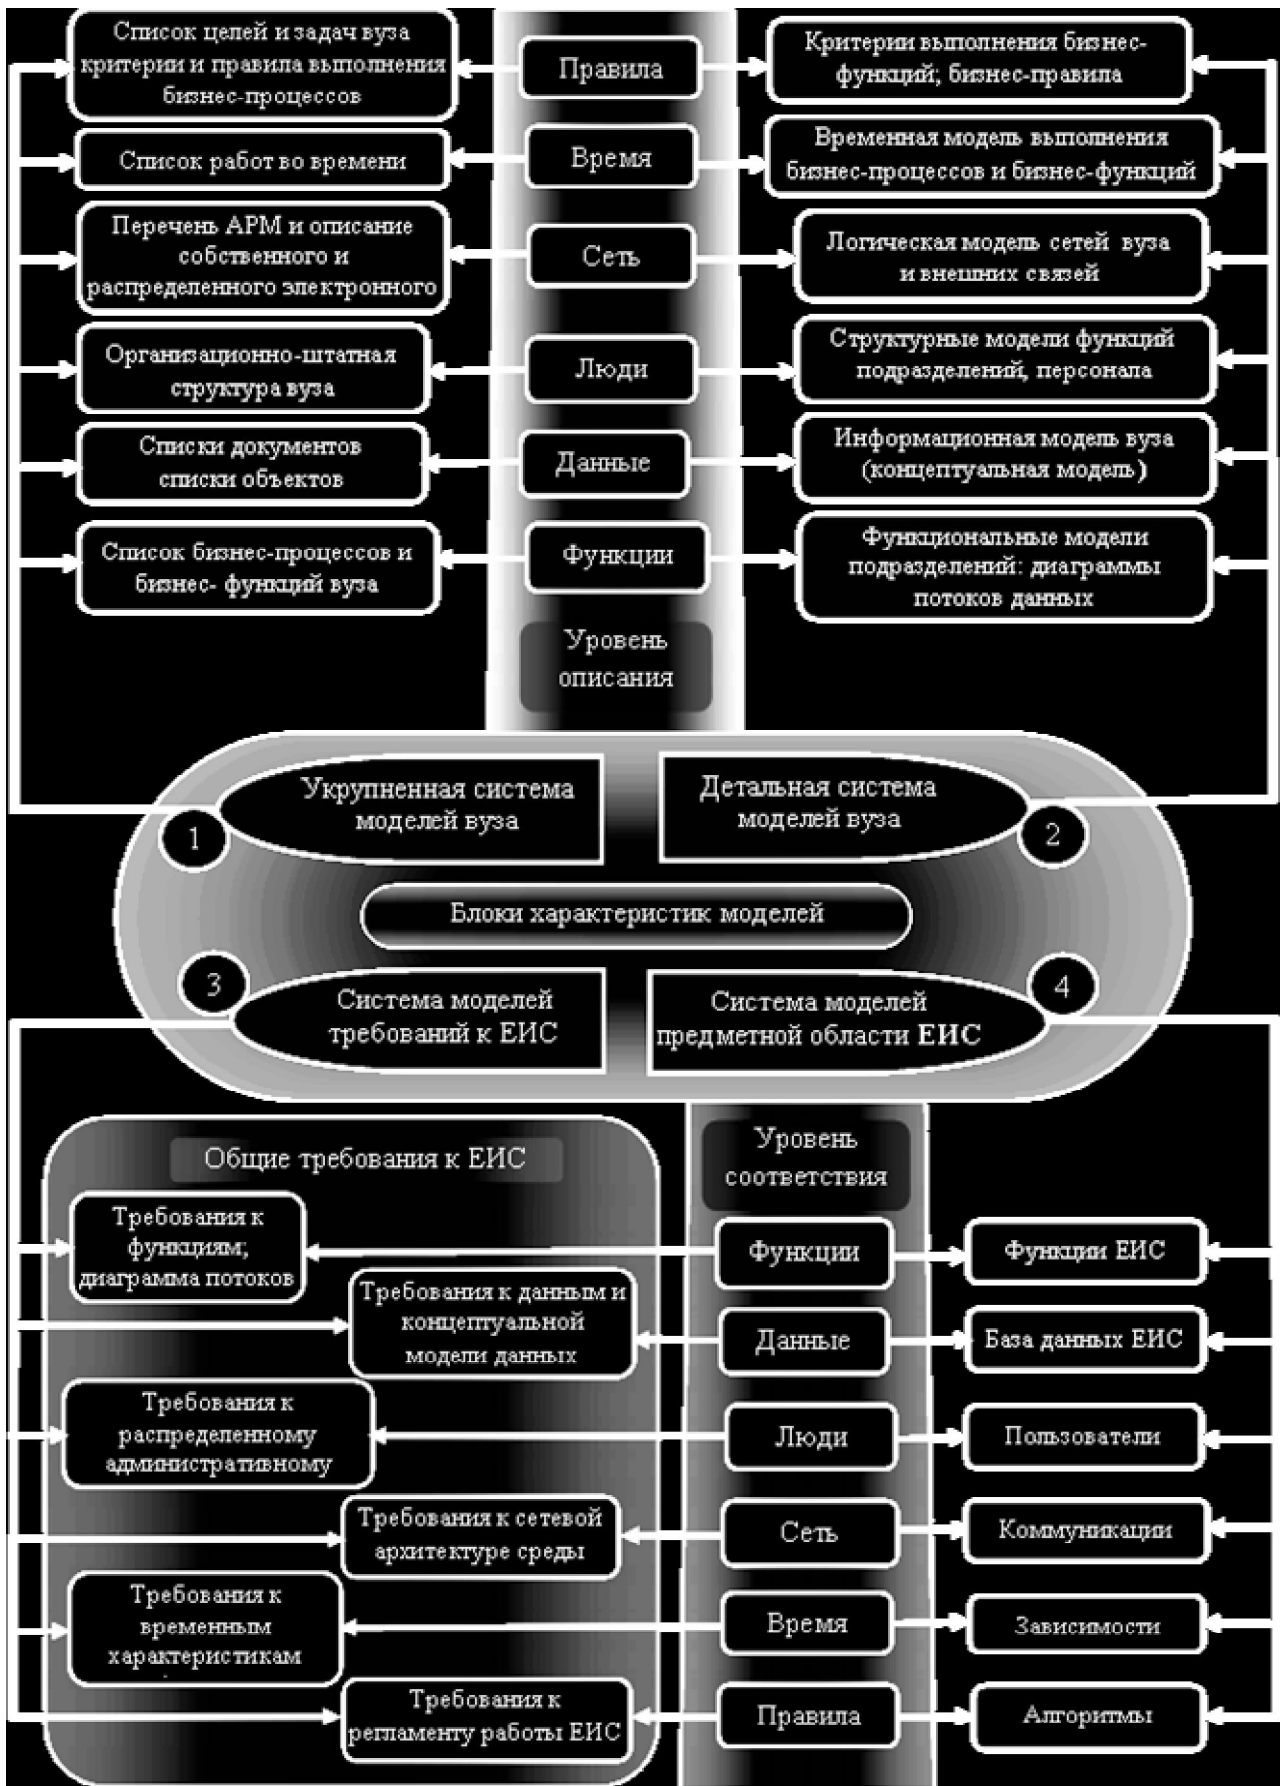 Список целей и задач вуза
критерии и правила выполнения
бизнес-процессов
Правила
Критерии выполнения бизнес-
функций; бизнес-правила
Список работ во времени
Время
Временная модель выполнения
бизнес-процессов и бизнес-функций
Перечень АРМ и описание
собственного и
распределенного электронного
Сеть
Логическая модель сетей вуза
и внешних связей
Организационно-штатная
структура вуза
Люди
Структурные модели функций
подразделений, персонала
Списки документов
списки объектов
Данные
Информационная модель вуза
(концептуальная модель)
Список бизнес-процессов и
бизнес- функций вуза
Функции
Функциональные модели
подразделений: диаграммы
потоков данных
Уровень
описания
Укрупненная система
моделей вуза
1
Детальная система
моделей вуза
2
Блоки характеристик моделей
3
Система моделей
требований к ЕИС
4
Система моделей
предметной области ЕИС
Общие требования к ЕИС
Уровень
соответствия
Требования к
функциям;
диаграмма потоков
Функции
Функции ЕИС
Требования к данным и
концептуальной
модели данных
Данные
База данных ЕИС
Требования к
распределенному
административному
Люди
Пользователи
Требования к сетевой
архитектуре среды
Сеть
Коммуникации
Требования к
временным
характеристикам
Время
Зависимости
Требования к
регламенту работы ЕИС
Правила
Алгоритмы